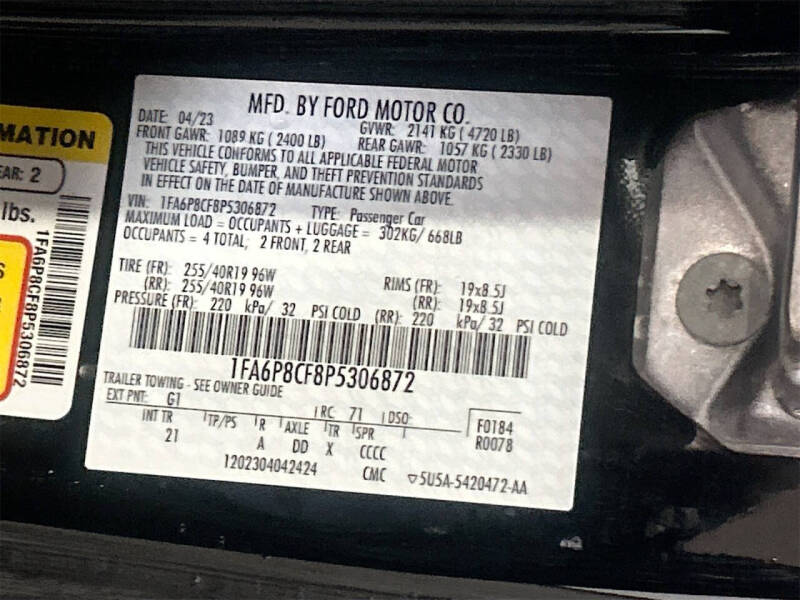 MFD. BY FORD MOTOR CO.
DATE: 04/23
GVWR: 2141 KG ( 4720 LB)
FRONT GAWR: 1089 KG ( 2400 LB)
REAR GAWR: 1057 KG ( 2330 LB)
THIS VEHICLE CONFORMS TO ALL APPLICABLE FEDERAL MOTOR
VEHICLE SAFETY, BUMPER, AND THEFT PREVENTION STANDARDS
IN EFFECT ON THE DATE OF MANUFACTURE SHOWN ABOVE.
VIN: 1FA6P8CF8P5306872 TYPE: Passenger Car
MAXIMUM LOAD = OCCUPANTS + LUGGAGE = 302KG/ 668LB
OCCUPANTS = 4 TOTAL, 2 FRONT, 2 REAR
TIRE (FR): 255/40R19 96W RIMS (FR): 19x8.5J
(RR): 255/40R19 96W (RR): 19x8.5J
PRESSURE (FR): 220 kPa/ 32 PSI COLD (RR): 220 kPa/ 32 PSI COLD
1FA6P8CF8P5306872
TRAILER TOWING - SEE OWNER GUIDE
EXT PNT: G1 RC: 71 DSO:
F0184
R0078
INT TR TP/PS R AXLE TR SPR
21 A DD X CCCC
1202304042424 CMC ▽5U5A-5420472-AA
MATION
EAR: 2
lbs.
S
1FA6P8CF8P5306872